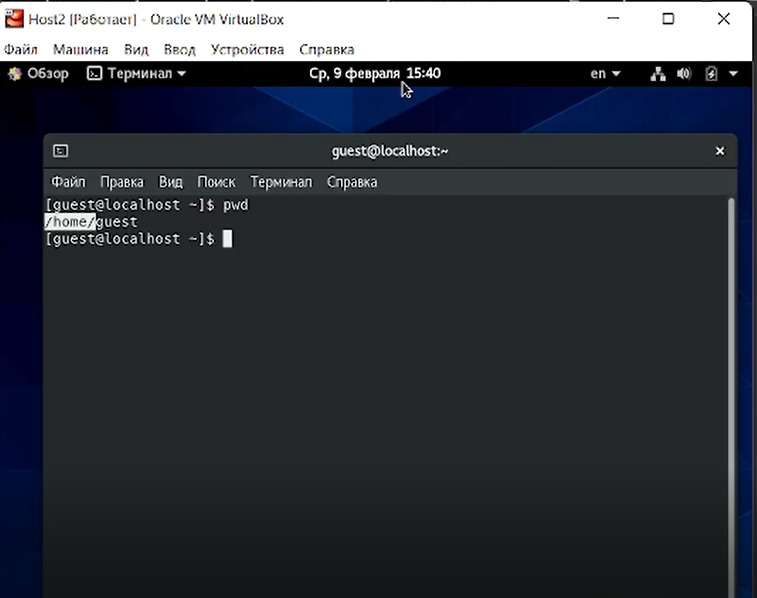 Host2 [Работает] - Oracle VM VirtualBox
Файл Машина Вид Ввод Устройства Справка
Обзор Терминал Ср, 9 февраля 15:40 en
guest@localhost:~
Файл Правка Вид Поиск Терминал Справка
[guest@localhost ~]$ pwd
/home/guest
[guest@localhost ~]$